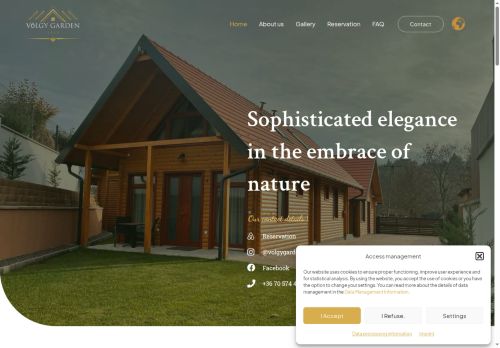 VÖLGY GARDEN
Home
About us
Gallery
Reservation
FAQ
Contact
Sophisticated elegance
in the embrace of
nature
Our contact details:
Reservation
Facebook
+36 70 574
Access management
Our website uses cookies to ensure proper functioning, improve user experience and
for statistical analysis. By using the website, you accept the use of cookies or you have
the option to change your settings. You can read more about the details of data
management in the Data Management Information.
I Accept
I Refuse.
Settings
Data processing information
Imprint